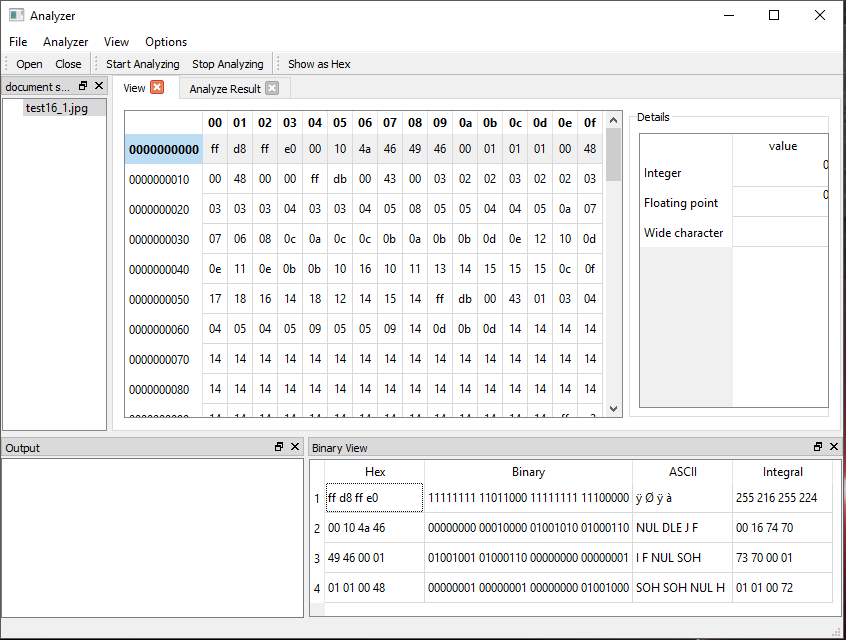 Analyzer
File Analyzer View Options
Open Close Start Analyzing Stop Analyzing Show as Hex
document s...
test16_1.jpg
View Analyze Result
00 01 02 03 04 05 06 07 08 09 0a 0b 0c 0d 0e 0f
0000000000 ff d8 ff e0 00 10 4a 46 49 46 00 01 01 01 00 48
0000000010 00 48 00 00 ff db 00 43 00 03 02 02 03 02 02 03
0000000020 03 03 03 04 03 03 04 05 08 05 05 04 04 05 0a 07
0000000030 07 06 08 0c 0a 0c 0c 0b 0a 0b 0b 0d 0e 12 10 0d
0000000040 0e 11 0e 0b 0b 10 16 10 11 13 14 15 15 15 0c 0f
0000000050 17 18 16 14 18 12 14 15 14 ff db 00 43 01 03 04
0000000060 04 05 04 05 09 05 05 09 14 0d 0b 0d 14 14 14 14
0000000070 14 14 14 14 14 14 14 14 14 14 14 14 14 14 14 14
0000000080 14 14 14 14 14 14 14 14 14 14 14 14 14 14 14 14
Details
value
Integer 0
Floating point 0
Wide character
Output
Binary View
Hex Binary ASCII Integral
1 ff d8 ff e0 11111111 11011000 11111111 11100000 ÿ Ø ÿ à 255 216 255 224
2 00 10 4a 46 00000000 00010000 01001010 01000110 NUL DLE J F 00 16 74 70
3 49 46 00 01 01001001 01000110 00000000 00000001 I F NUL SOH 73 70 00 01
4 01 01 00 48 00000001 00000001 00000000 01001000 SOH SOH NUL H 01 01 00 72